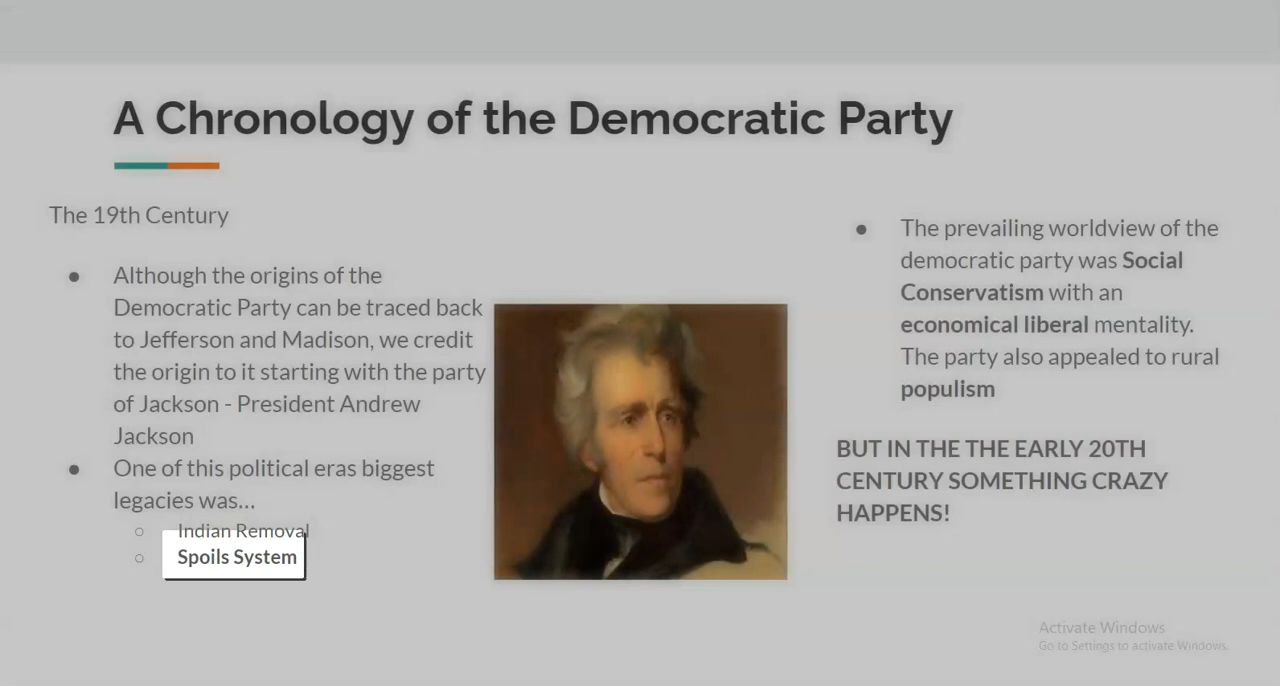 A Chronology of the Democratic Party
The 19th Century
● Although the origins of the
Democratic Party can be traced back
to Jefferson and Madison, we credit
the origin to it starting with the party
of Jackson - President Andrew
Jackson
● One of this political eras biggest
legacies was...
○ Indian Removal
○ Spoils System
● The prevailing worldview of the
democratic party was Social
Conservatism with an
economical liberal mentality.
The party also appealed to rural
populism
BUT IN THE THE EARLY 20TH
CENTURY SOMETHING CRAZY
HAPPENS!
Activate Windows
Go to Settings to activate Windows.